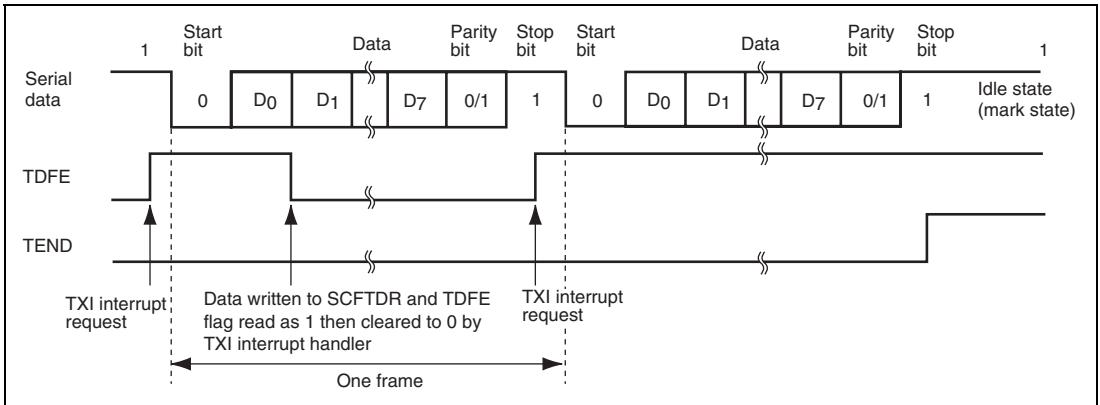 1 Start bit Data Parity bit Stop bit Start bit Data Parity bit Stop bit 1
Serial data 0 D0 D1 D7 0/1 1 0 D0 D1 D7 0/1 1 Idle state (mark state)
TDFE
TEND
TXI interrupt request
Data written to SCFTDR and TDFE
flag read as 1 then cleared to 0 by
TXI interrupt handler
TXI interrupt request
One frame